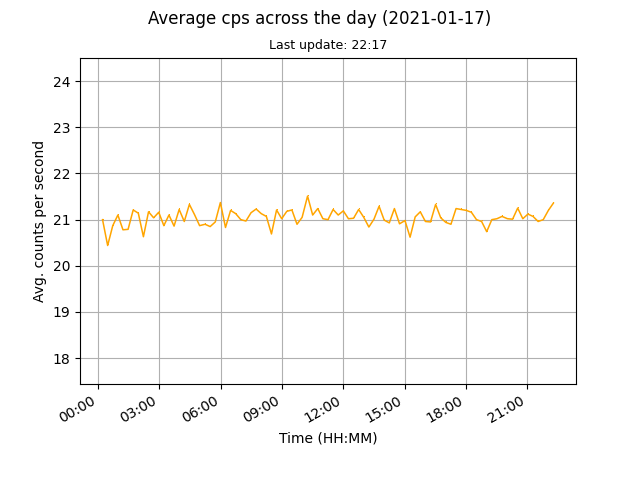 Average cps across the day (2021-01-17)
Last update: 22:17
24
23
22
21
20
19
18
Avg. counts per second
00:00 03:00 06:00 09:00 12:00 15:00 18:00 21:00
Time (HH:MM)